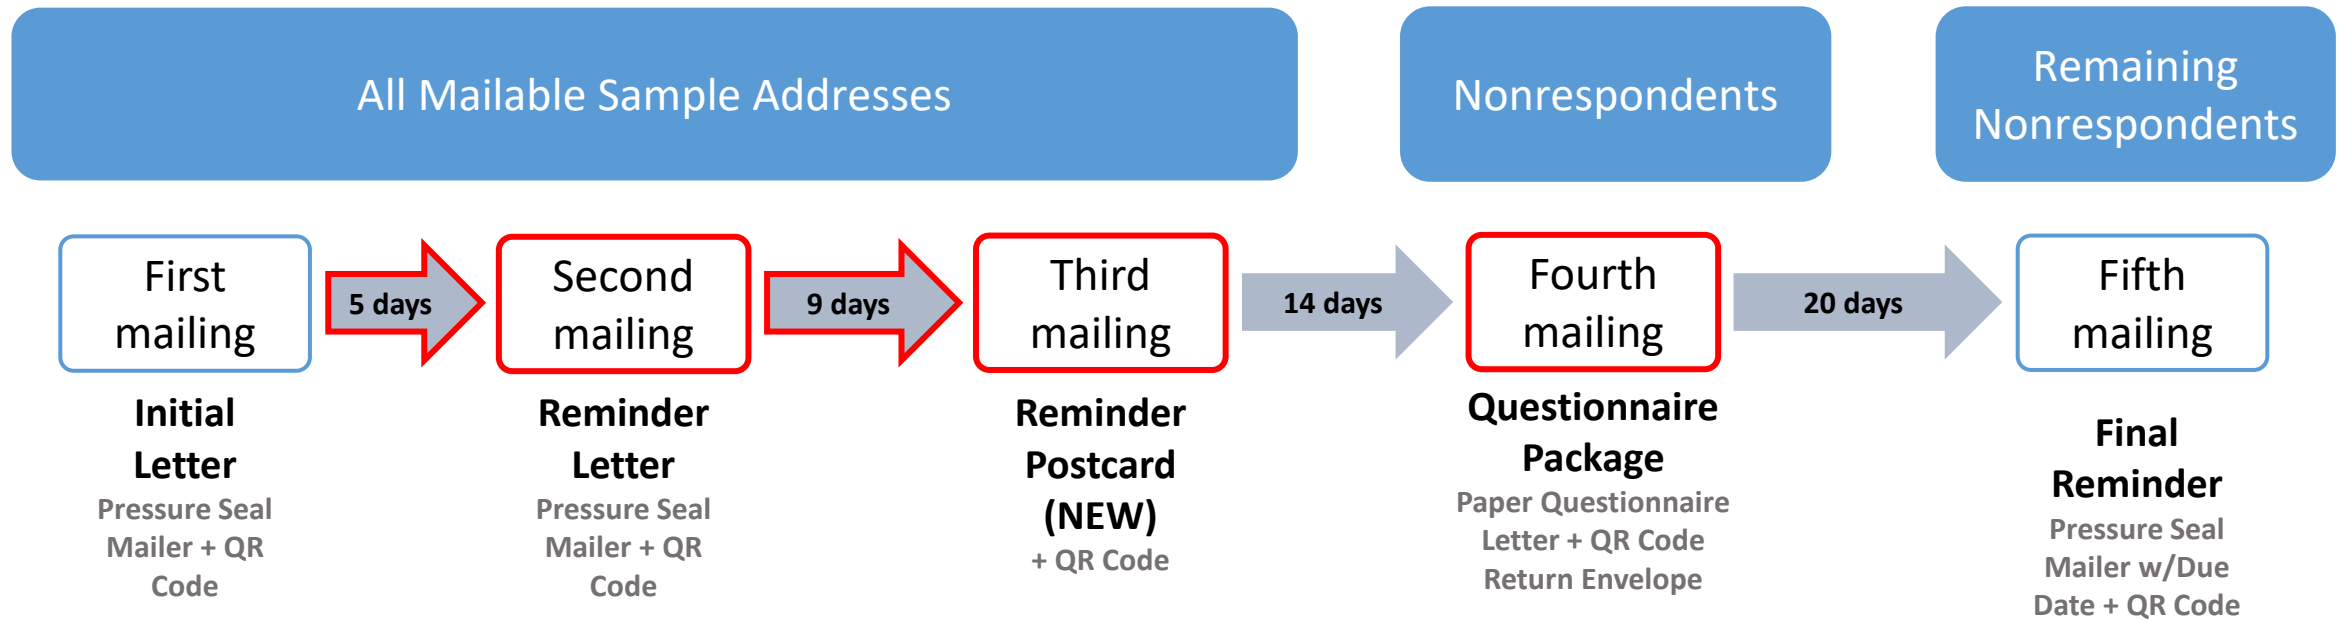 All Mailable Sample Addresses
Nonrespondents
Remaining
Nonrespondents
First
mailing
5 days
Second
mailing
9 days
Third
mailing
14 days
Fourth
mailing
20 days
Fifth
mailing
Initial
Letter
Pressure Seal
Mailer + QR
Code
Reminder
Letter
Pressure Seal
Mailer + QR
Code
Reminder
Postcard
(NEW)
+ QR Code
Questionnaire
Package
Paper Questionnaire
Letter + QR Code
Return Envelope
Final
Reminder
Pressure Seal
Mailer w/Due
Date + QR Code